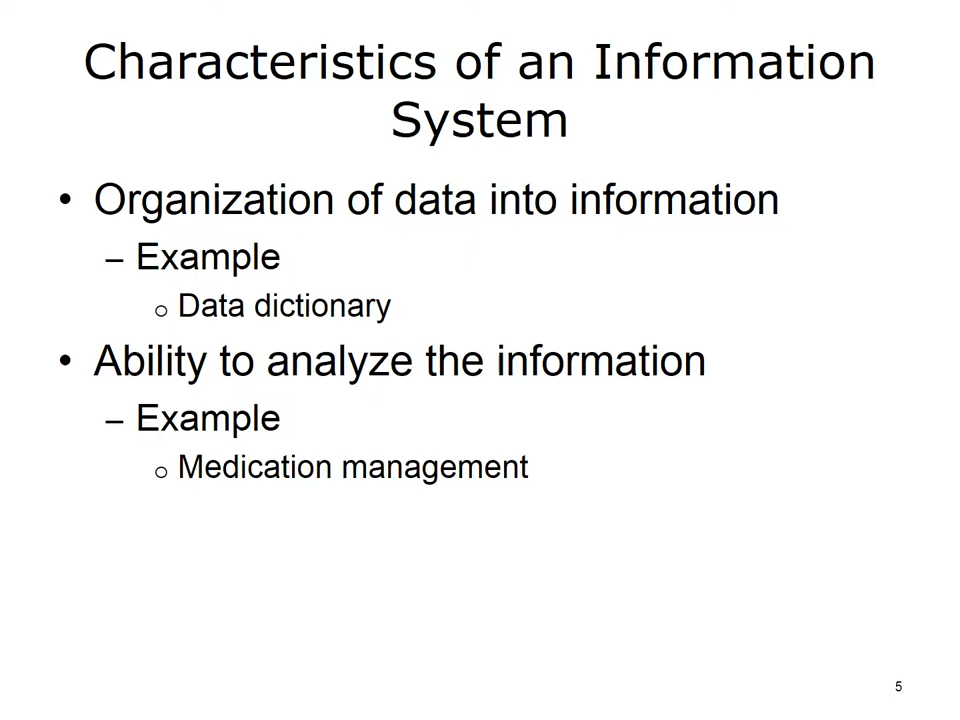 Characteristics of an Information
System
• Organization of data into information
– Example
o Data dictionary
• Ability to analyze the information
– Example
o Medication management
5